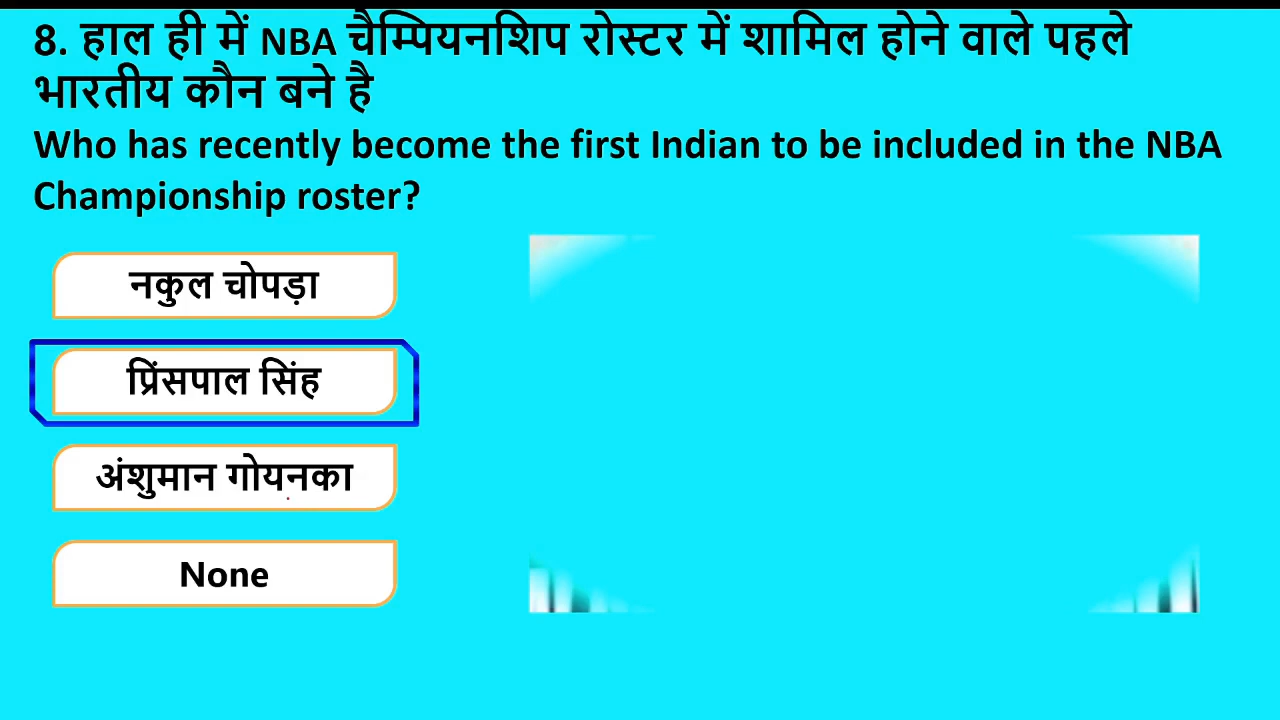 8. हाल ही में NBA चैम्पियनशिप रोस्टर में शामिल होने वाले पहले
भारतीय कौन बने है
Who has recently become the first Indian to be included in the NBA
Championship roster?
नकुल चोपड़ा
प्रिंसपाल सिंह
अंशुमान गोयनका
None